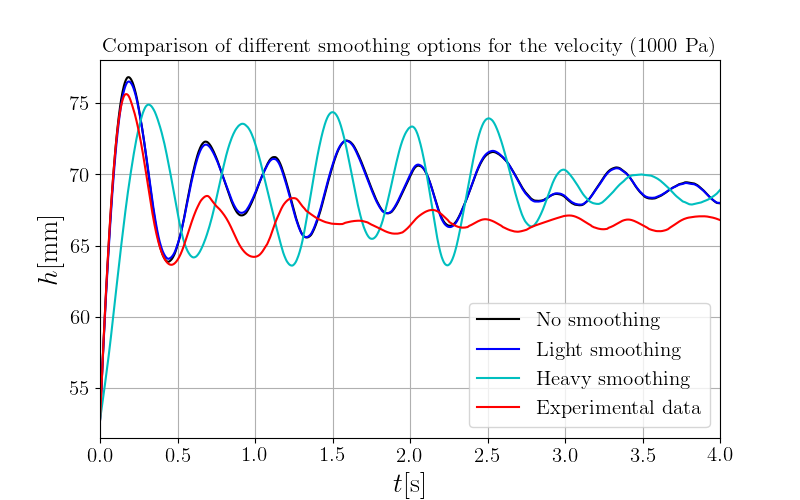 Comparison of different smoothing options for the velocity (1000 Pa)
h[mm]
75
70
65
60
55
0.0 0.5 1.0 1.5 2.0 2.5 3.0 3.5 4.0
t[s]
No smoothing
Light smoothing
Heavy smoothing
Experimental data